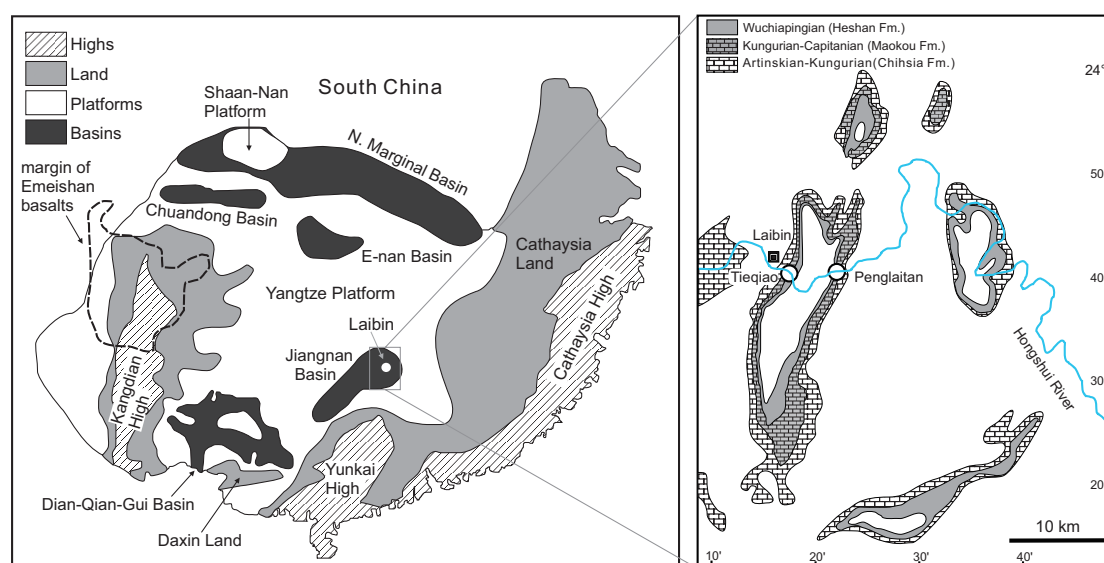 Highs
Land
Platforms
Basins
South China
Shaan-Nan
Platform
N. Marginal Basin
margin of
Emeishan
basalts
Chuandong Basin
E-nan Basin
Cathaysia
Land
Yangtze Platform
Laibin
Jiangnan
Basin
Cathaysia High
Kangdian
High
Yunkai
High
Dian-Qian-Gui Basin
Daxin Land
Wuchiapingian (Heshan Fm.)
Kungurian-Capitanian (Maokou Fm.)
Artinskian-Kungurian(Chihsia Fm.)
24°
50'
Laibin
Tieqiao
Penglaitan
40'
Hongshui River
30'
20'
10 km
10'
20'
30'
40'